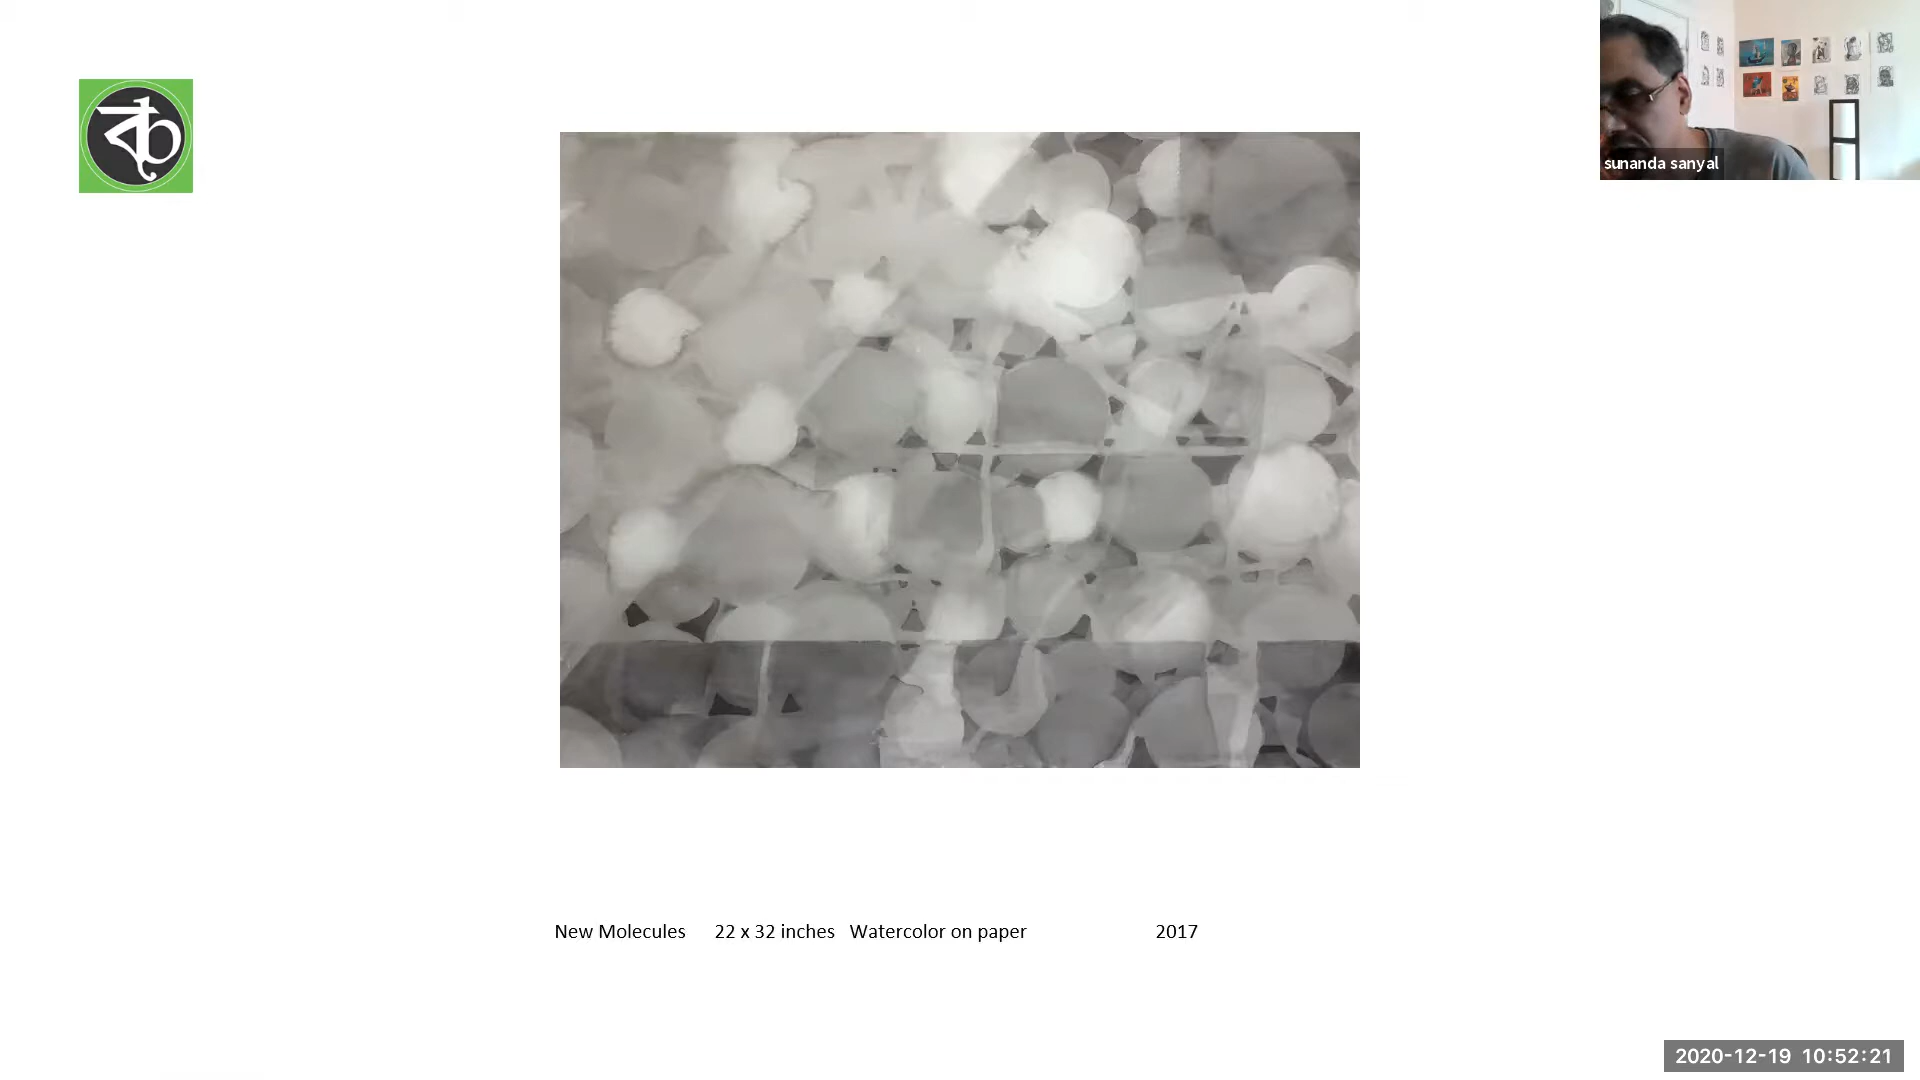 sunanda sanyal
New Molecules 22 x 32 inches Watercolor on paper 2017
2020-12-19 10:52:21